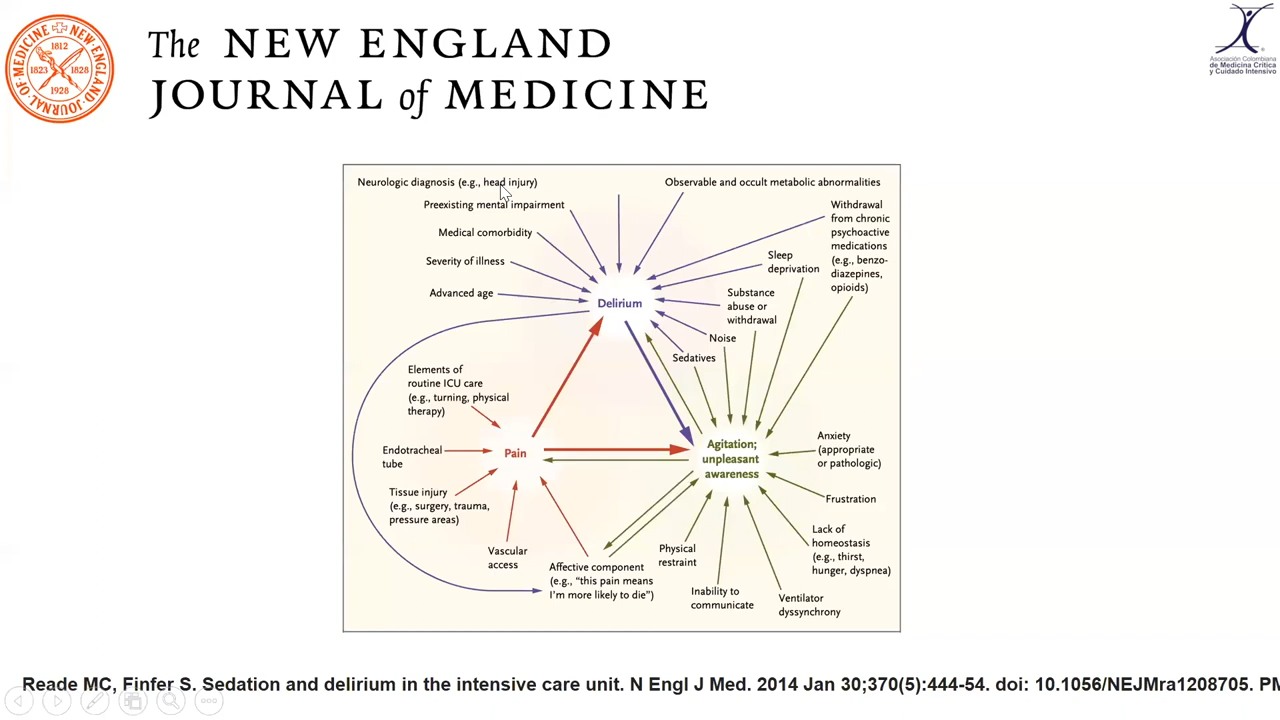 The NEW ENGLAND
JOURNAL of MEDICINE
NEW·ENGLAND·JOURNAL·OF·MEDICINE
1812
1823
1828
1928
Asociación Colombiana
de Medicina Crítica
y Cuidado Intensivo
Neurologic diagnosis (e.g., head injury)
Observable and occult metabolic abnormalities
Preexisting mental impairment
Medical comorbidity
Severity of illness
Advanced age
Withdrawal
from chronic
psychoactive
medications
(e.g., benzo-
diazepines,
opioids)
Sleep
deprivation
Substance
abuse or
withdrawal
Noise
Sedatives
Delirium
Elements of
routine ICU care
(e.g., turning, physical
therapy)
Endotracheal
tube
Pain
Tissue injury
(e.g., surgery, trauma,
pressure areas)
Vascular
access
Affective component
(e.g., “this pain means
I'm more likely to die”)
Agitation;
unpleasant
awareness
Anxiety
(appropriate
or pathologic)
Frustration
Lack of
homeostasis
(e.g., thirst,
hunger, dyspnea)
Physical
restraint
Inability to
communicate
Ventilator
dyssynchrony
Reade MC, Finfer S. Sedation and delirium in the intensive care unit. N Engl J Med. 2014 Jan 30;370(5):444-54. doi: 10.1056/NEJMra1208705. PM